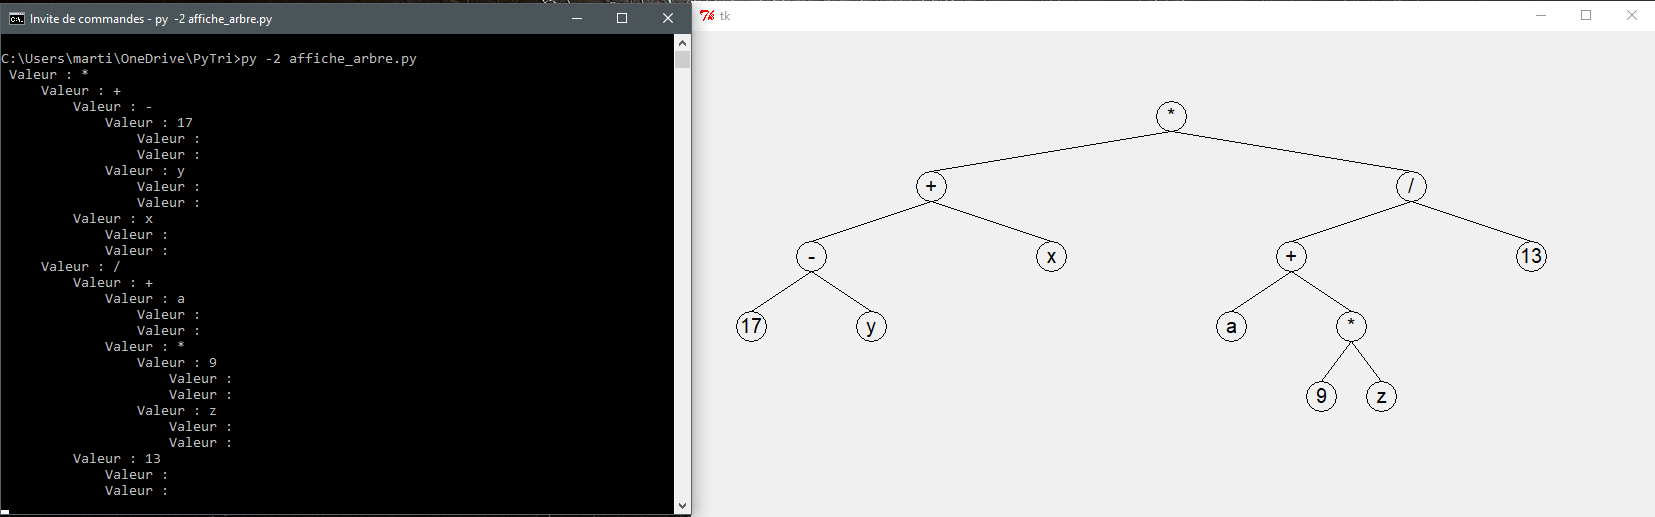 Invite de commandes - py -2 affiche_arbre.py
C:\Users\marti\OneDrive\PyTri>py -2 affiche_arbre.py
Valeur : *
Valeur : +
Valeur : -
Valeur : 17
Valeur :
Valeur :
Valeur : y
Valeur :
Valeur :
Valeur : x
Valeur :
Valeur :
Valeur : /
Valeur : +
Valeur : a
Valeur :
Valeur :
Valeur : *
Valeur : 9
Valeur :
Valeur :
Valeur : z
Valeur :
Valeur :
Valeur : 13
Valeur :
Valeur :
tk
*
+ /
- x + 13
17 y a *
9 z